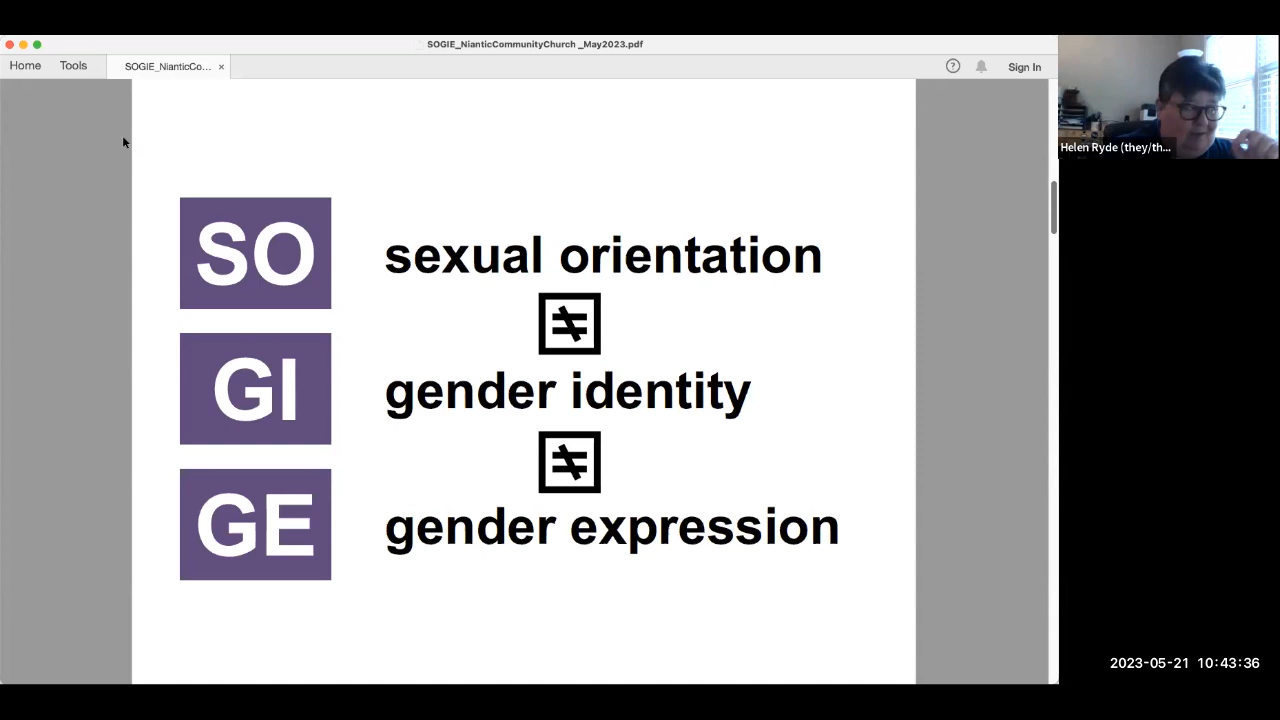 SOGIE_NianticCommunityChurch _May2023.pdf
Home Tools SOGIE_NianticCo... × ? Sign In
Helen Ryde (they/th...
SO sexual orientation
≠
GI gender identity
≠
GE gender expression
2023-05-21 10:43:36